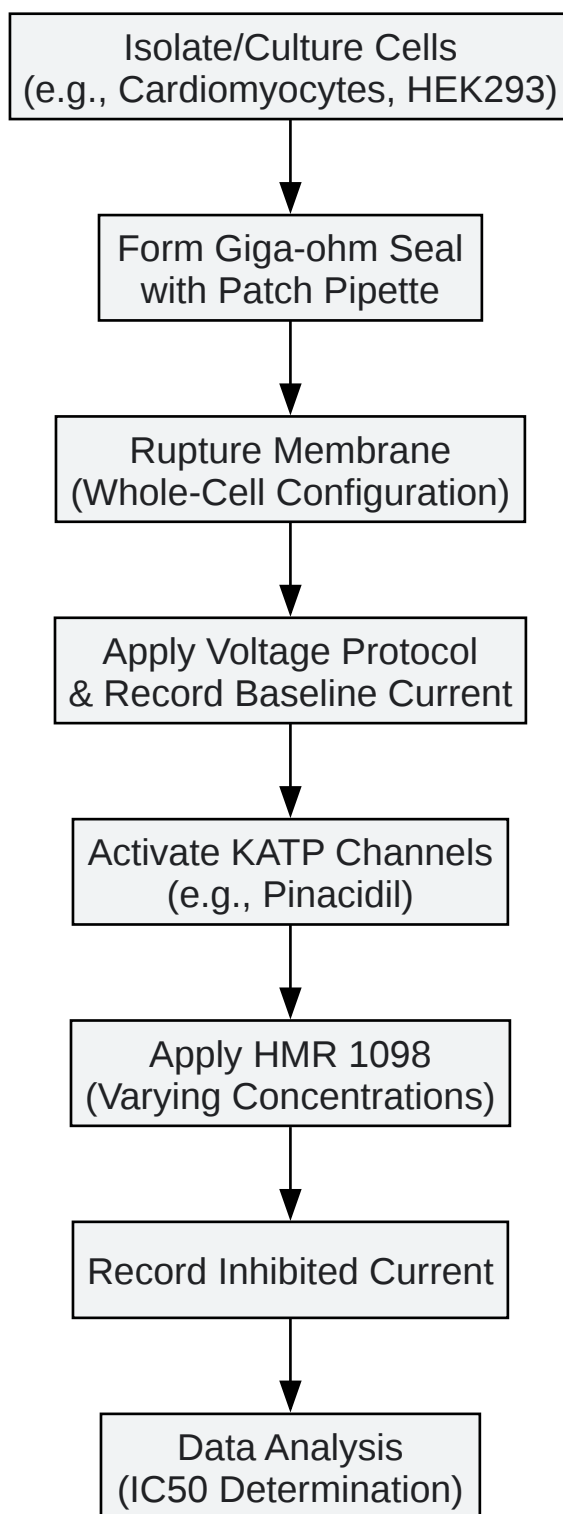 Isolate/Culture Cells
(e.g., Cardiomyocytes, HEK293)
Form Giga-ohm Seal
with Patch Pipette
Rupture Membrane
(Whole-Cell Configuration)
Apply Voltage Protocol
& Record Baseline Current
Activate KATP Channels
(e.g., Pinacidil)
Apply HMR 1098
(Varying Concentrations)
Record Inhibited Current
Data Analysis
(IC50 Determination)